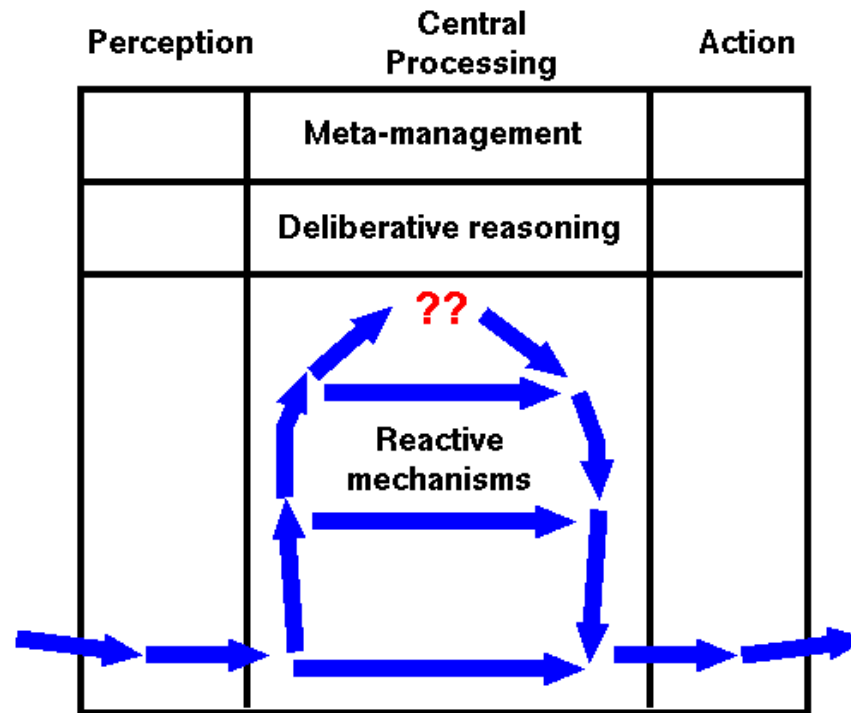 Perception
Central
Processing
Action
Meta-management
Deliberative reasoning
??
Reactive
mechanisms